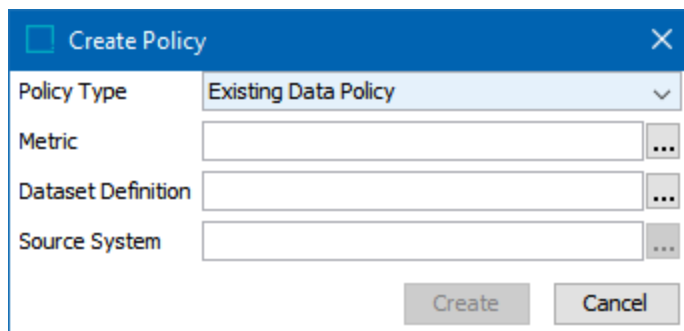 Create Policy
Policy Type Existing Data Policy
Metric ...
Dataset Definition ...
Source System ...
Create Cancel